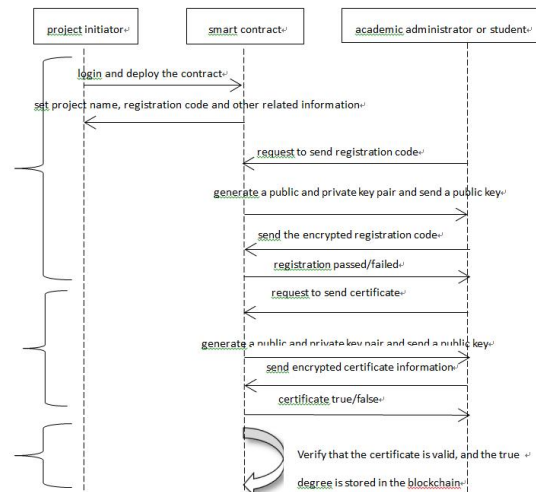 project initiator
smart contract
academic administrator or student
login and deploy the contract
set project name, registration code and other related information
request to send registration code
generate a public and private key pair and send a public key
send the encrypted registration code
registration passed/failed
request to send certificate
generate a public and private key pair and send a public key
send encrypted certificate information
certificate true/false
Verify that the certificate is valid, and the true
degree is stored in the blockchain